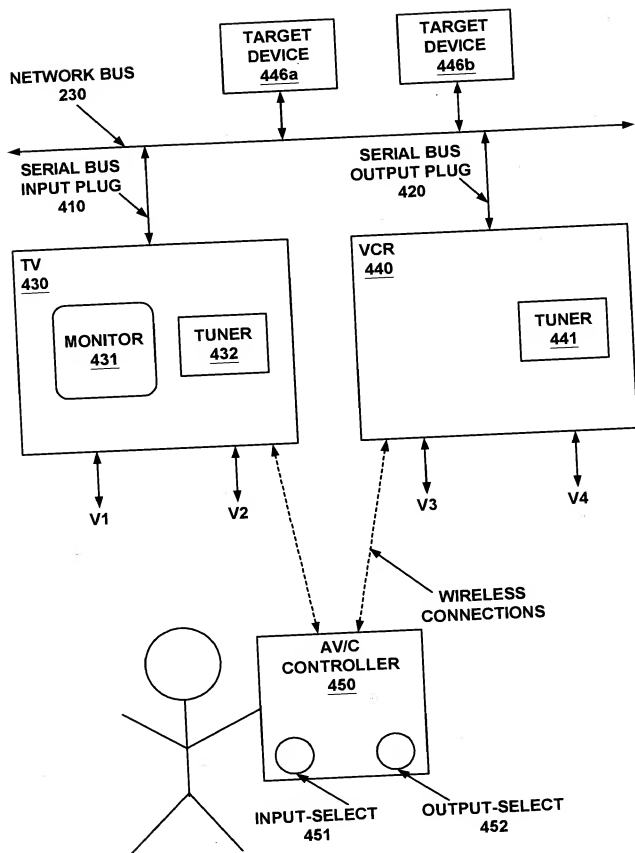 TARGET
DEVICE
446a
TARGET
DEVICE
446b
NETWORK BUS
230
SERIAL BUS
INPUT PLUG
410
SERIAL BUS
OUTPUT PLUG
420
TV
430
MONITOR
431
TUNER
432
VCR
440
TUNER
441
V1
V2
V3
V4
WIRELESS
CONNECTIONS
AV/C
CONTROLLER
450
INPUT-SELECT
451
OUTPUT-SELECT
452